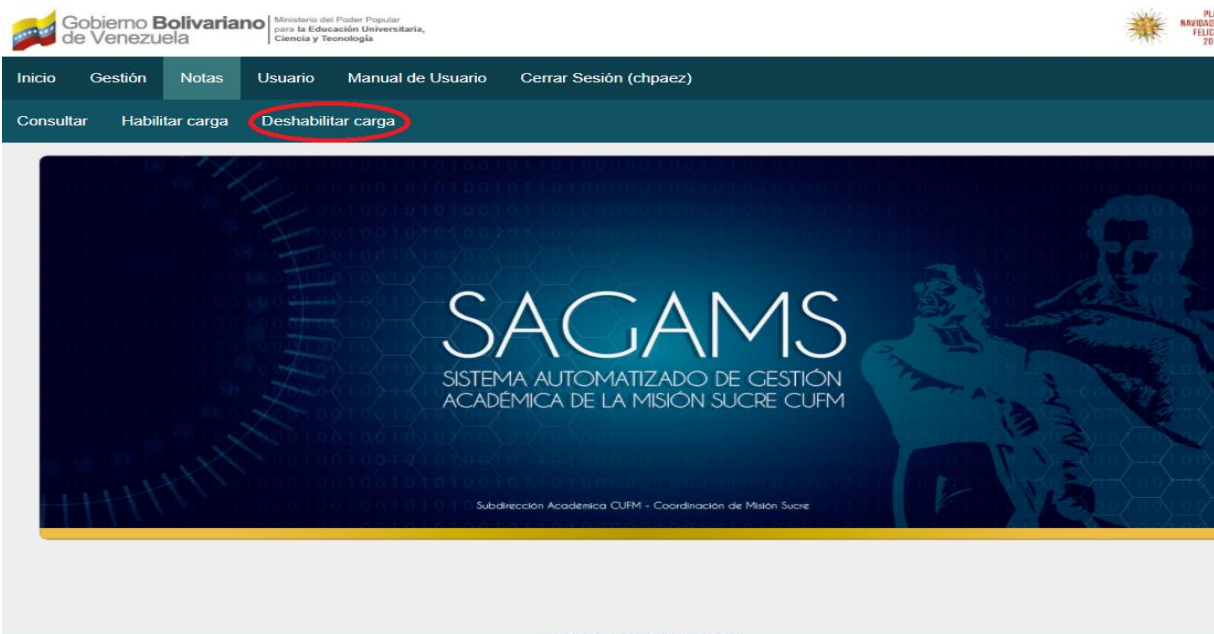 Gobierno Bolivariano
de Venezuela
Ministerio del Poder Popular
para la Educación Universitaria,
Ciencia y Tecnología
Inicio Gestión Notas Usuario Manual de Usuario Cerrar Sesión (chpaez)
Consultar Habilitar carga Deshabilitar carga
SAGAMS
SISTEMA AUTOMATIZADO DE GESTIÓN
ACADÉMICA DE LA MISIÓN SUCRE CUFM
Subdirección Académica CUFM - Coordinación de Misión Sucre